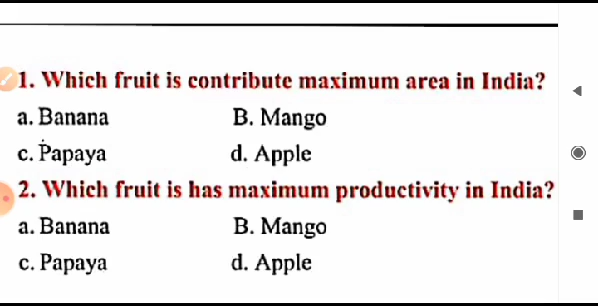 1. Which fruit is contribute maximum area in India?
a. Banana B. Mango
c. Papaya d. Apple
2. Which fruit is has maximum productivity in India?
a. Banana B. Mango
c. Papaya d. Apple